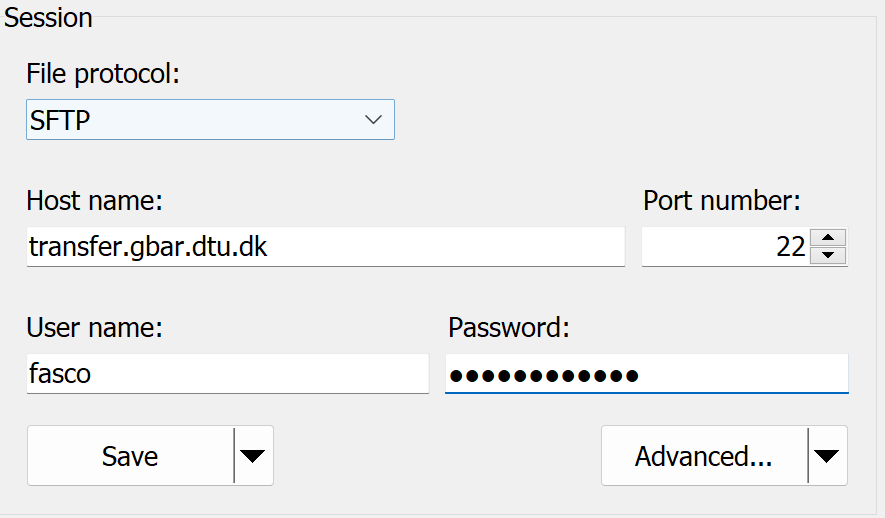 Session
File protocol:
SFTP
Host name:
Port number:
transfer.gbar.dtu.dk
22
User name:
Password:
fasco
●●●●●●●●●●●●
Save
Advanced...